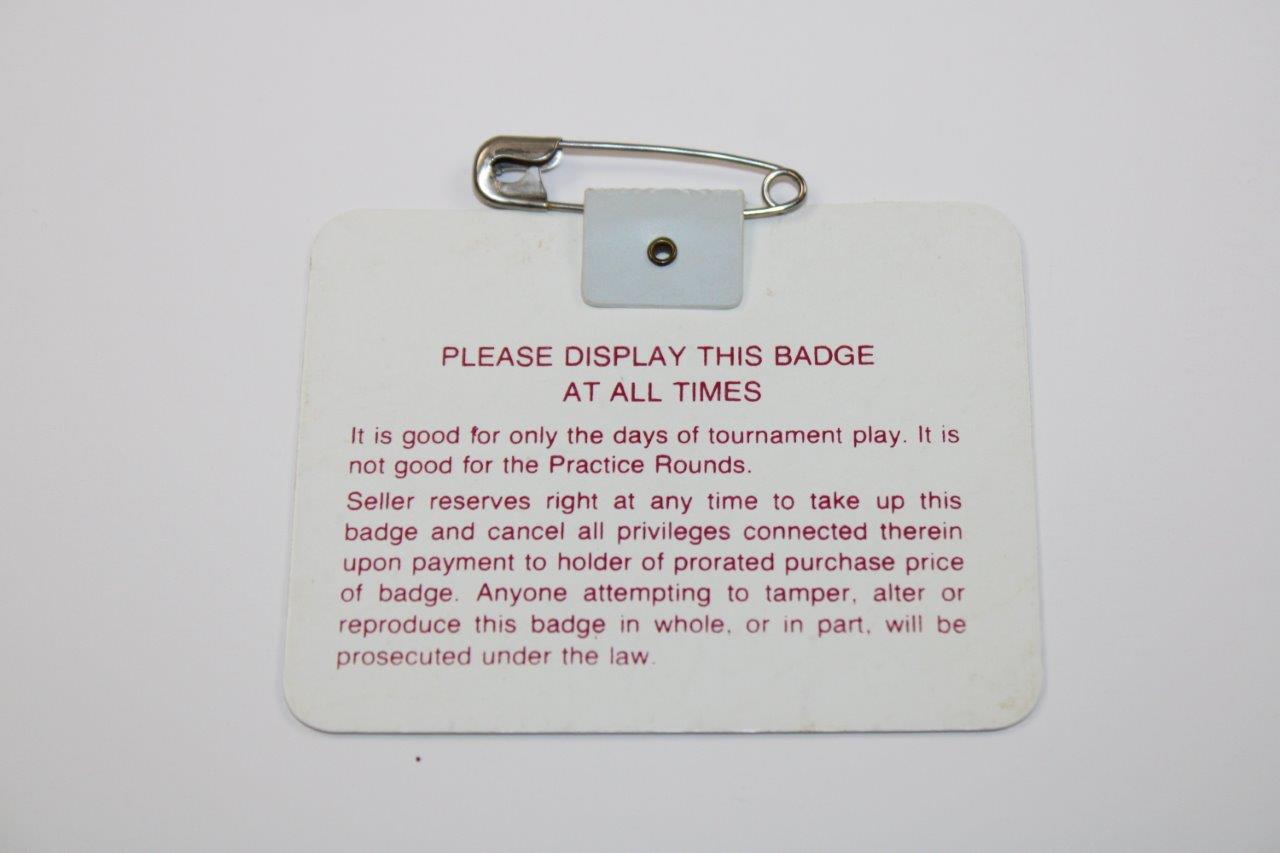 PLEASE DISPLAY THIS BADGE
AT ALL TIMES
It is good for only the days of tournament play. It is
not good for the Practice Rounds.
Seller reserves right at any time to take up this
badge and cancel all privileges connected therein
upon payment to holder of prorated purchase price
of badge. Anyone attempting to tamper, alter or
reproduce this badge in whole, or in part, will be
prosecuted under the law.